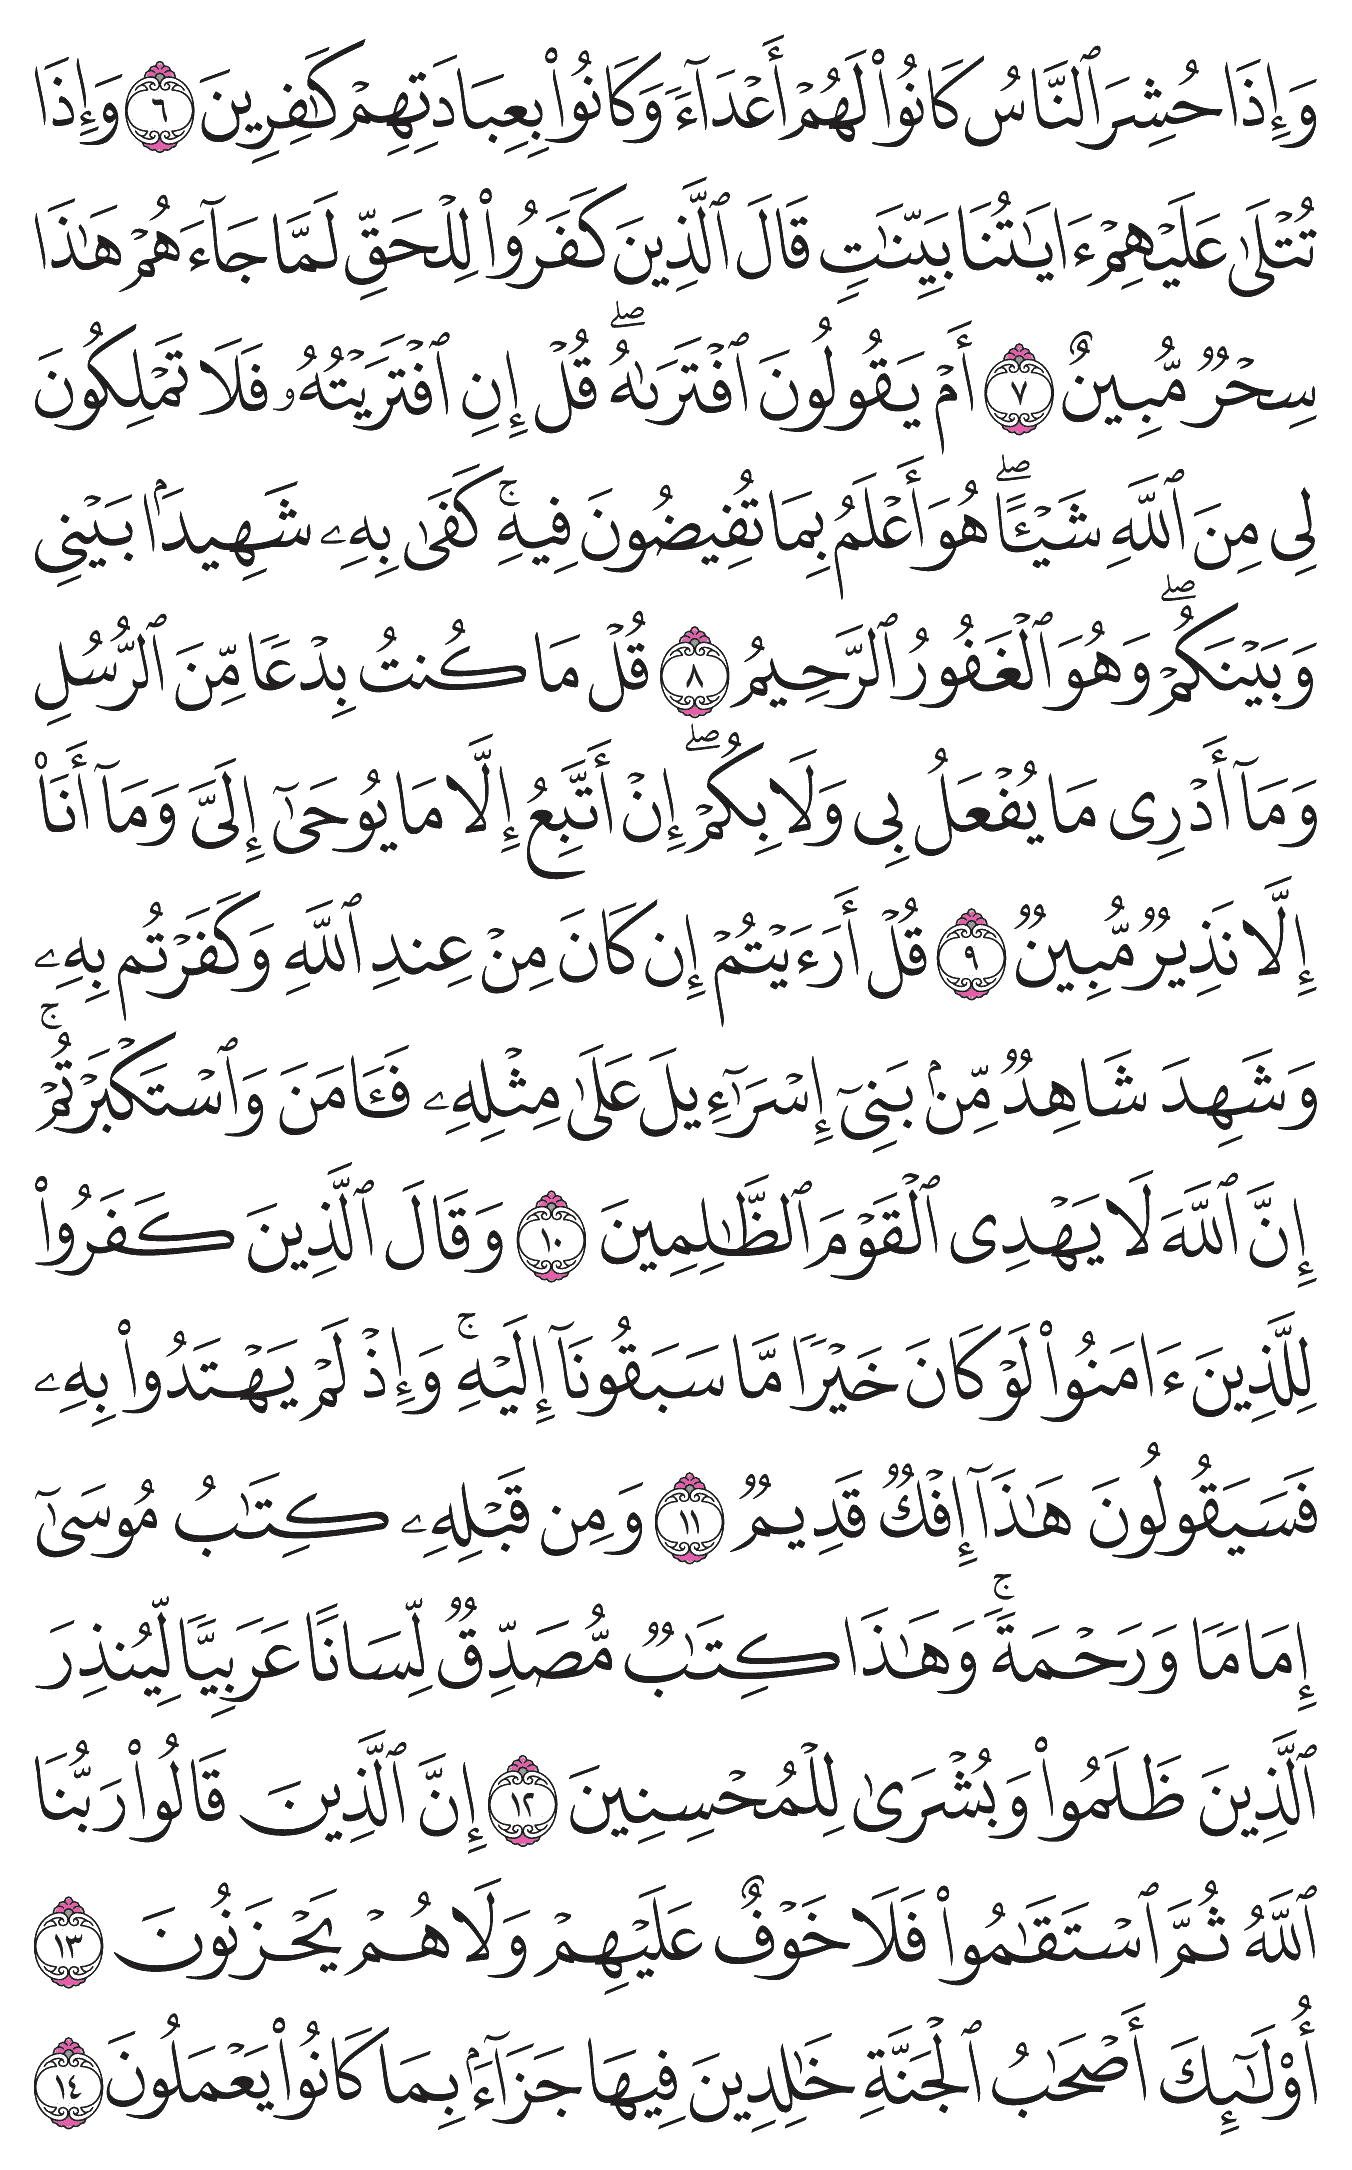 وَإِذَا حُشِرَ ٱلنَّاسُ كَانُوا۟ لَهُمْ أَعْدَآءً وَكَانُوا۟ بِعِبَادَتِهِمْ كَـٰفِرِينَ ٦ وَإِذَا
تُتْلَىٰ عَلَيْهِمْ ءَايَـٰتُنَا بَيِّنَـٰتٍ قَالَ ٱلَّذِينَ كَفَرُوا۟ لِلْحَقِّ لَمَّا جَآءَهُمْ هَـٰذَا
سِحْرٌ مُّبِينٌ ٧ أَمْ يَقُولُونَ ٱفْتَرَىٰهُ ۖ قُلْ إِنِ ٱفْتَرَيْتُهُۥ فَلَا تَمْلِكُونَ
لِى مِنَ ٱللَّهِ شَيْـًٔا ۖ هُوَ أَعْلَمُ بِمَا تُفِيضُونَ فِيهِ ۚ كَفَىٰ بِهِۦ شَهِيدًۢا بَيْنِى
وَبَيْنَكُمْ ۖ وَهُوَ ٱلْغَفُورُ ٱلرَّحِيمُ ٨ قُلْ مَا كُنتُ بِدْعًا مِّنَ ٱلرُّسُلِ
وَمَآ أَدْرِى مَا يُفْعَلُ بِى وَلَا بِكُمْ ۖ إِنْ أَتَّبِعُ إِلَّا مَا يُوحَىٰٓ إِلَىَّ وَمَآ أَنَا۠
إِلَّا نَذِيرٌ مُّبِينٌ ٩ قُلْ أَرَءَيْتُمْ إِن كَانَ مِنْ عِندِ ٱللَّهِ وَكَفَرْتُم بِهِۦ
وَشَهِدَ شَاهِدٌ مِّنۢ بَنِىٓ إِسْرَٰٓءِيلَ عَلَىٰ مِثْلِهِۦ فَـَٔامَنَ وَٱسْتَكْبَرْتُمْ ۚ
إِنَّ ٱللَّهَ لَا يَهْدِى ٱلْقَوْمَ ٱلظَّـٰلِمِينَ ١٠ وَقَالَ ٱلَّذِينَ كَفَرُوا۟
لِلَّذِينَ ءَامَنُوا۟ لَوْ كَانَ خَيْرًا مَّا سَبَقُونَآ إِلَيْهِ ۚ وَإِذْ لَمْ يَهْتَدُوا۟ بِهِۦ
فَسَيَقُولُونَ هَـٰذَآ إِفْكٌ قَدِيمٌ ١١ وَمِن قَبْلِهِۦ كِتَـٰبُ مُوسَىٰٓ
إِمَامًا وَرَحْمَةً ۚ وَهَـٰذَا كِتَـٰبٌ مُّصَدِّقٌ لِّسَانًا عَرَبِيًّا لِّيُنذِرَ
ٱلَّذِينَ ظَلَمُوا۟ وَبُشْرَىٰ لِلْمُحْسِنِينَ ١٢ إِنَّ ٱلَّذِينَ قَالُوا۟ رَبُّنَا
ٱللَّهُ ثُمَّ ٱسْتَقَـٰمُوا۟ فَلَا خَوْفٌ عَلَيْهِمْ وَلَا هُمْ يَحْزَنُونَ ١٣
أُو۟لَـٰٓئِكَ أَصْحَـٰبُ ٱلْجَنَّةِ خَـٰلِدِينَ فِيهَا جَزَآءًۢ بِمَا كَانُوا۟ يَعْمَلُونَ ١٤